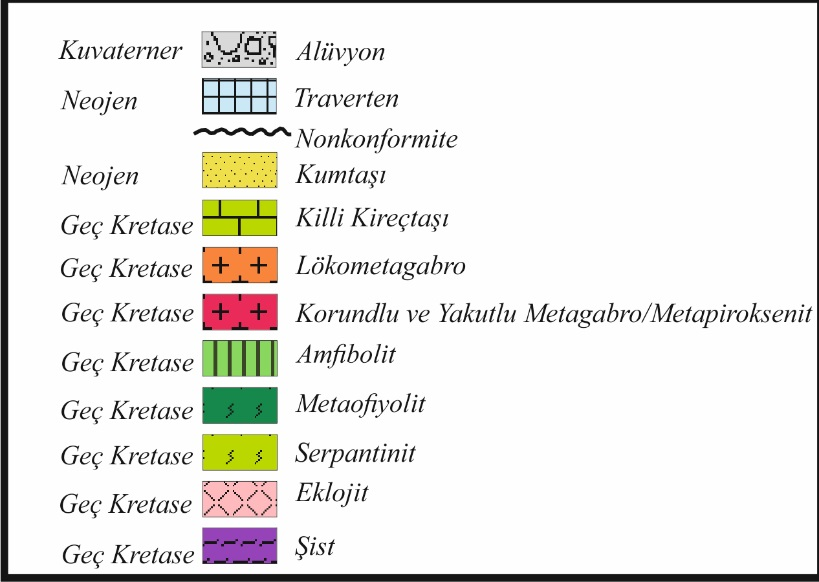 Kuvaterner Alüvyon
Neojen Traverten
Nonkonformite
Neojen Kumtaşı
Geç Kretase Killi Kireçtaşı
Geç Kretase Lökometagabro
Geç Kretase Korundlu ve Yakutlu Metagabro/Metapiroksenit
Geç Kretase Amfibolit
Geç Kretase Metaofiyolit
Geç Kretase Serpantinit
Geç Kretase Eklojit
Geç Kretase Şist